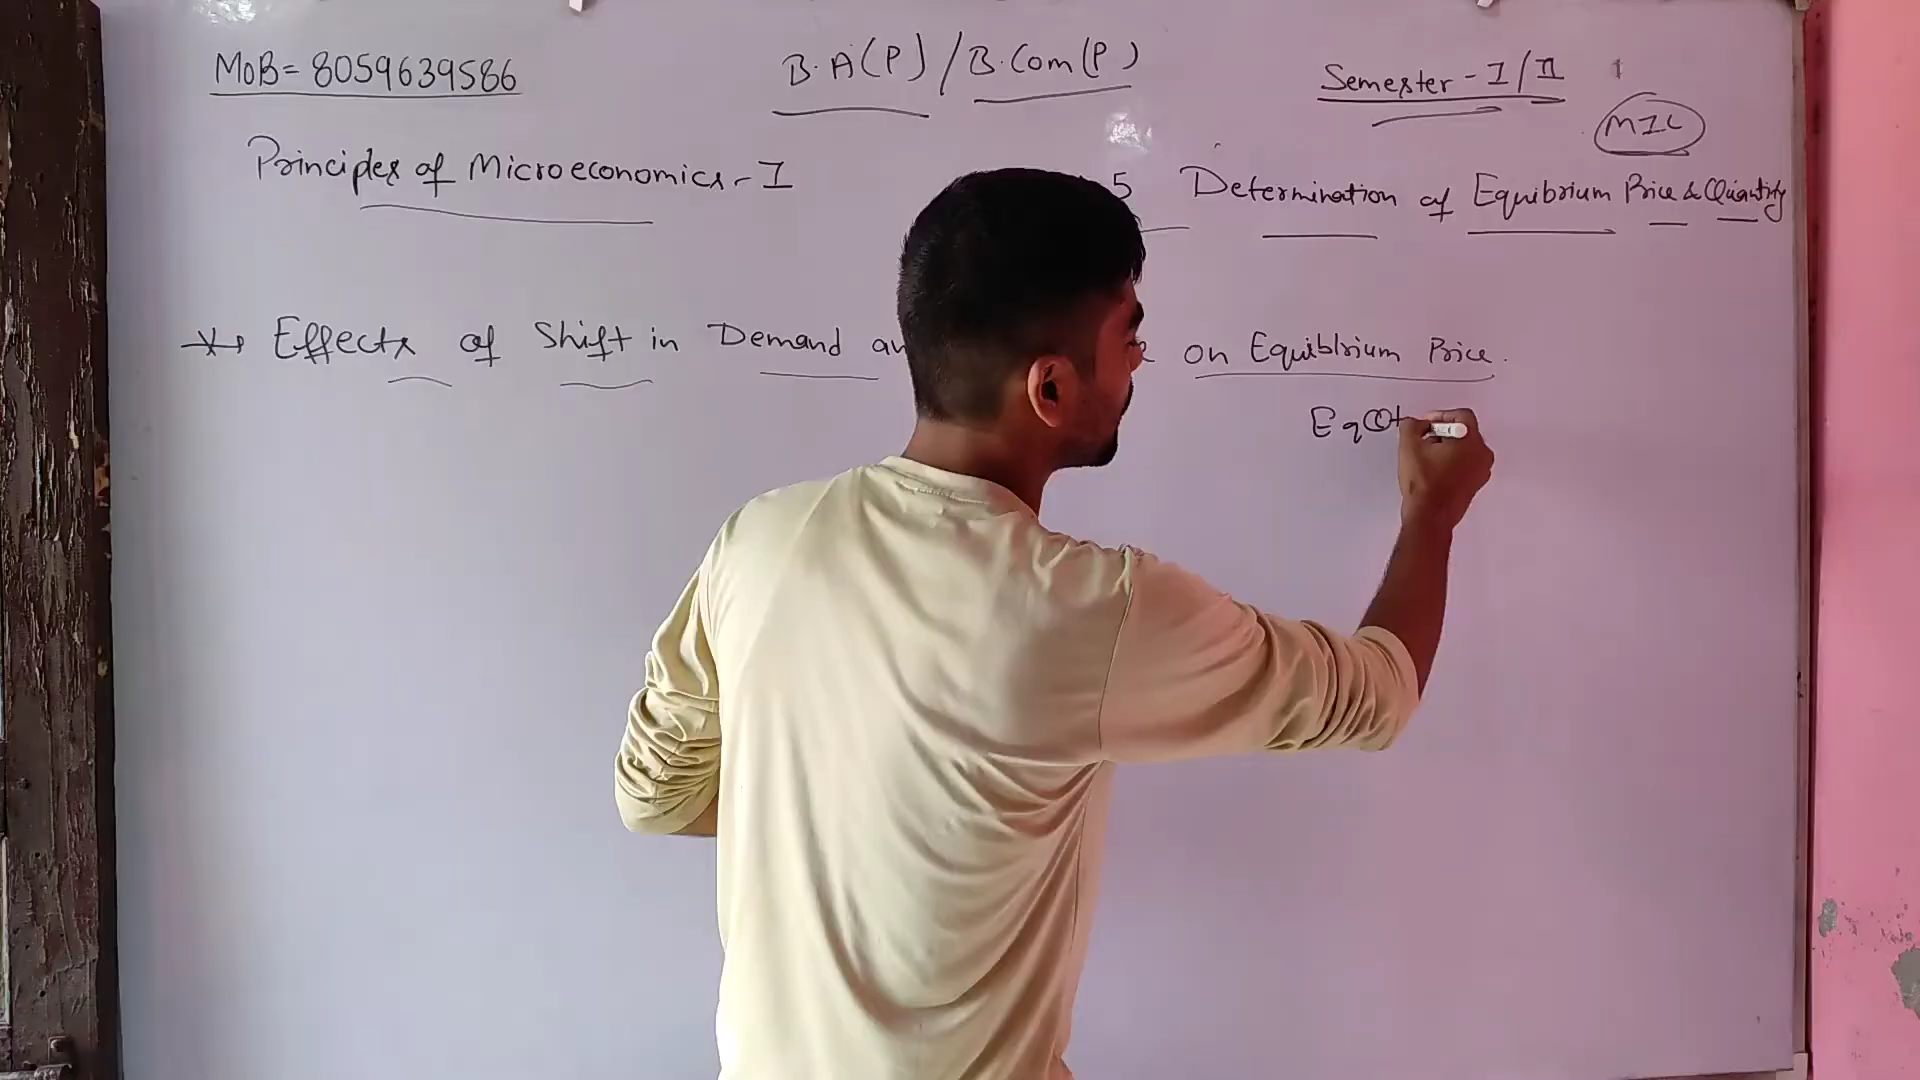 MoB = 8059639586
B.A(P) / B.Com(P)
Semester - I/II
MIC
Principles of Microeconomics - I
5 Determination of Equibrium Price & Quantity
Effects of Shift in Demand on Equiblrium Price.